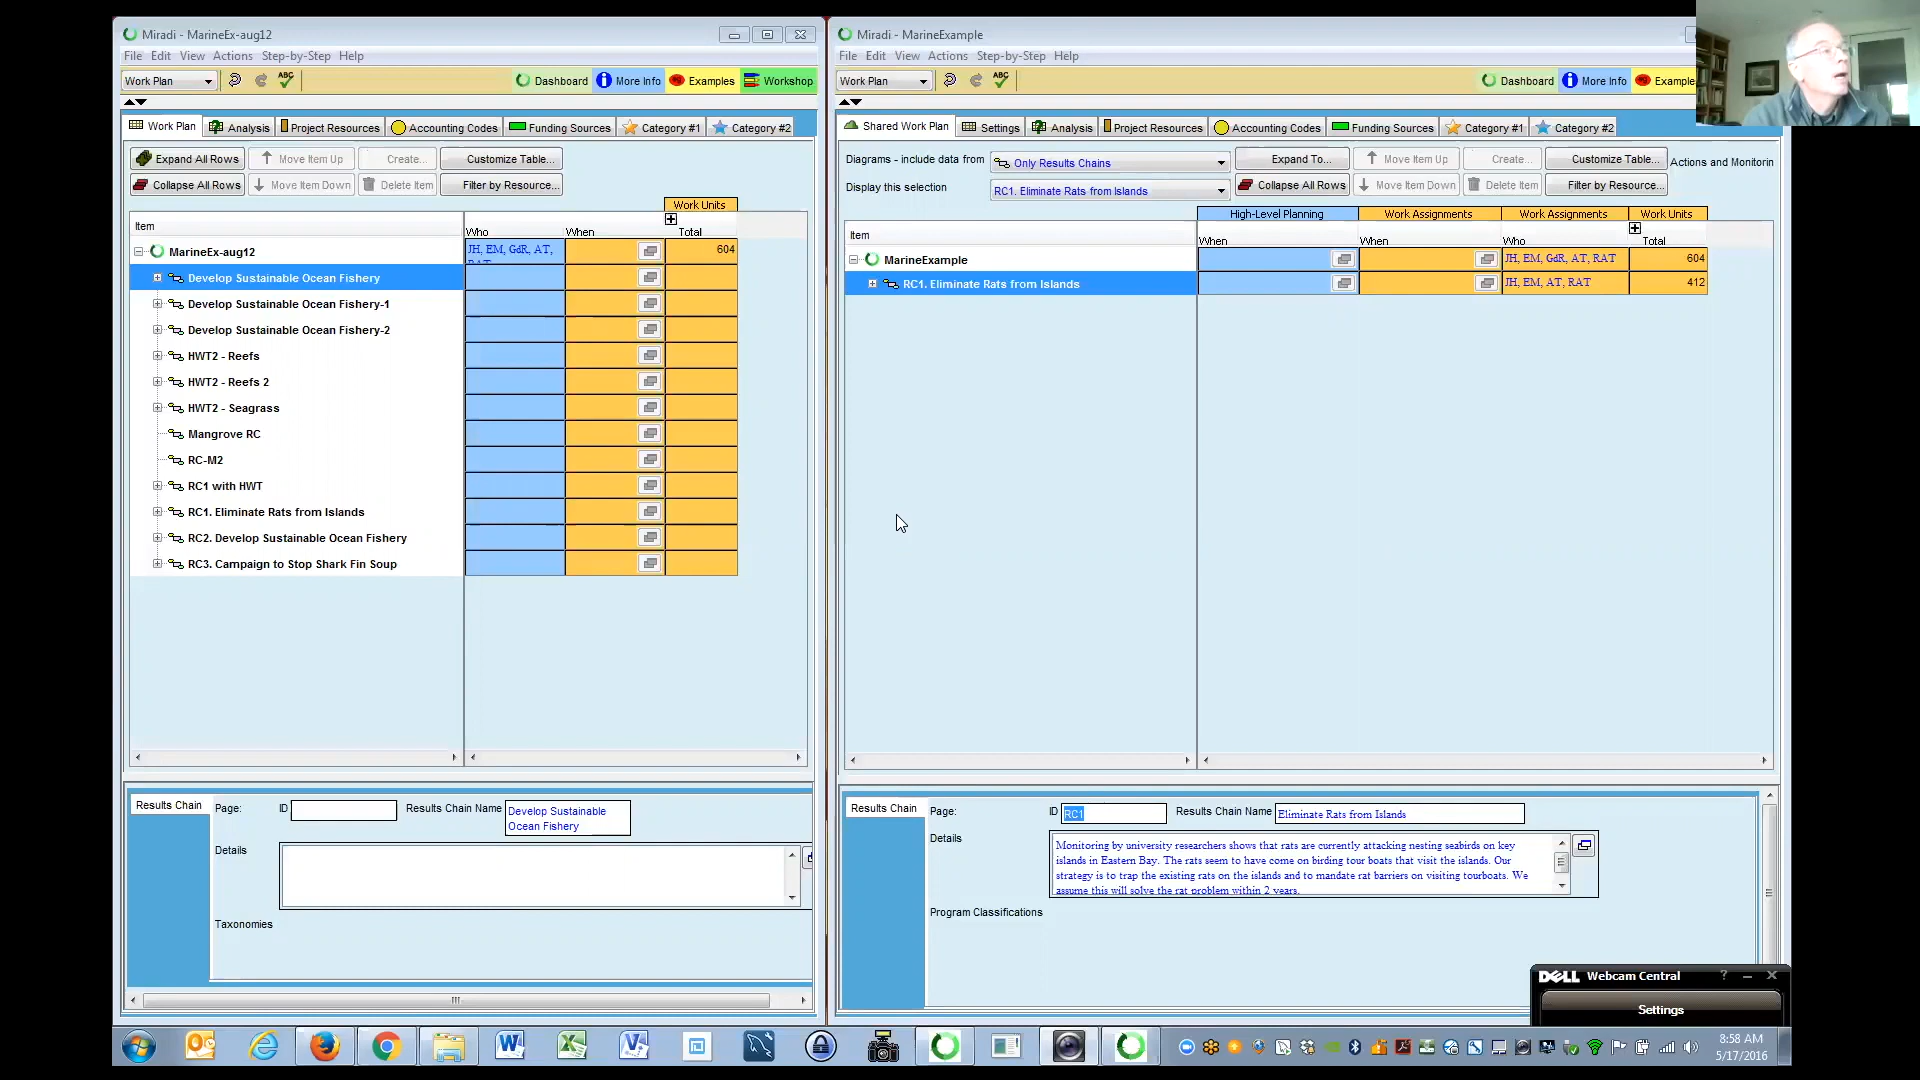 Miradi - MarineEx-aug12
File Edit View Actions Step-by-Step Help
Work Plan ABC Dashboard More Info Examples Workshop
Work Plan Analysis Project Resources Accounting Codes Funding Sources Category #1 Category #2
Expand All Rows Move Item Up Create... Customize Table...
Collapse All Rows Move Item Down Delete Item Filter by Resource...
Work Units
Item Who When Total
MarineEx-aug12 JH, EM, GdR, AT, 604
Develop Sustainable Ocean Fishery
Develop Sustainable Ocean Fishery-1
Develop Sustainable Ocean Fishery-2
HWT2 - Reefs
HWT2 - Reefs 2
HWT2 - Seagrass
Mangrove RC
RC-M2
RC1 with HWT
RC1. Eliminate Rats from Islands
RC2. Develop Sustainable Ocean Fishery
RC3. Campaign to Stop Shark Fin Soup
Results Chain Page: ID Results Chain Name Develop Sustainable
Ocean Fishery
Details
Taxonomies
Miradi - MarineExample
File Edit View Actions Step-by-Step Help
Work Plan ABC Dashboard More Info Example
Shared Work Plan Settings Analysis Project Resources Accounting Codes Funding Sources Category #1 Category #2
Diagrams - include data from Only Results Chains Expand To... Move Item Up Create... Customize Table... Actions and Monitorin
Display this selection RC1. Eliminate Rats from Islands Collapse All Rows Move Item Down Delete Item Filter by Resource...
High-Level Planning Work Assignments Work Assignments Work Units
Item When When Who Total
MarineExample JH, EM, GdR, AT, RAT 604
RC1. Eliminate Rats from Islands JH, EM, AT, RAT 412
Results Chain Page: ID RC1 Results Chain Name Eliminate Rats from Islands
Details Monitoring by university researchers shows that rats are currently attacking nesting seabirds on key
islands in Eastern Bay. The rats seem to have come on birding tour boats that visit the islands. Our
strategy is to trap the existing rats on the islands and to mandate rat barriers on visiting tourboats. We
assume this will solve the rat problem within 2 years.
Program Classifications
DELL Webcam Central ?
Settings
8:58 AM
5/17/2016